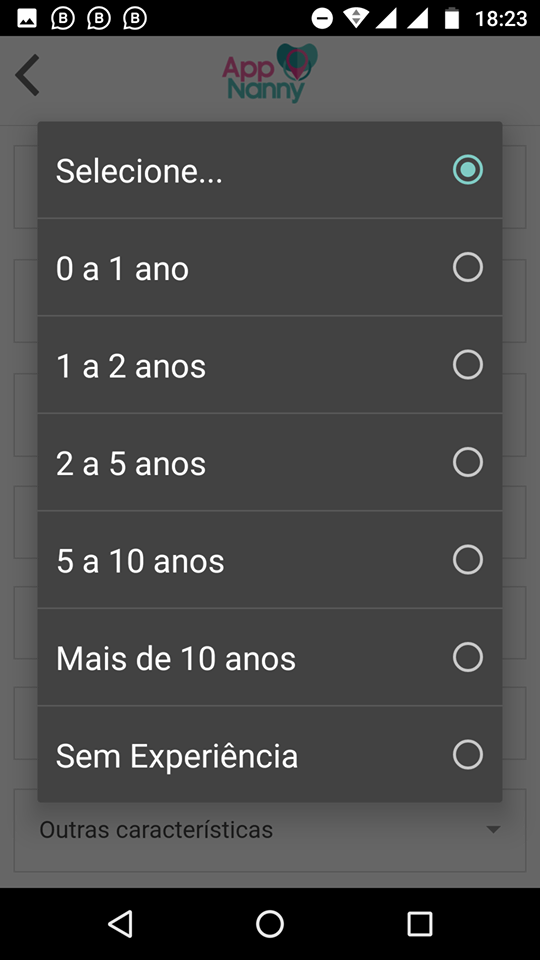 18:23
App
Nanny
Selecione...
0 a 1 ano
1 a 2 anos
2 a 5 anos
5 a 10 anos
Mais de 10 anos
Sem Experiência
Outras características